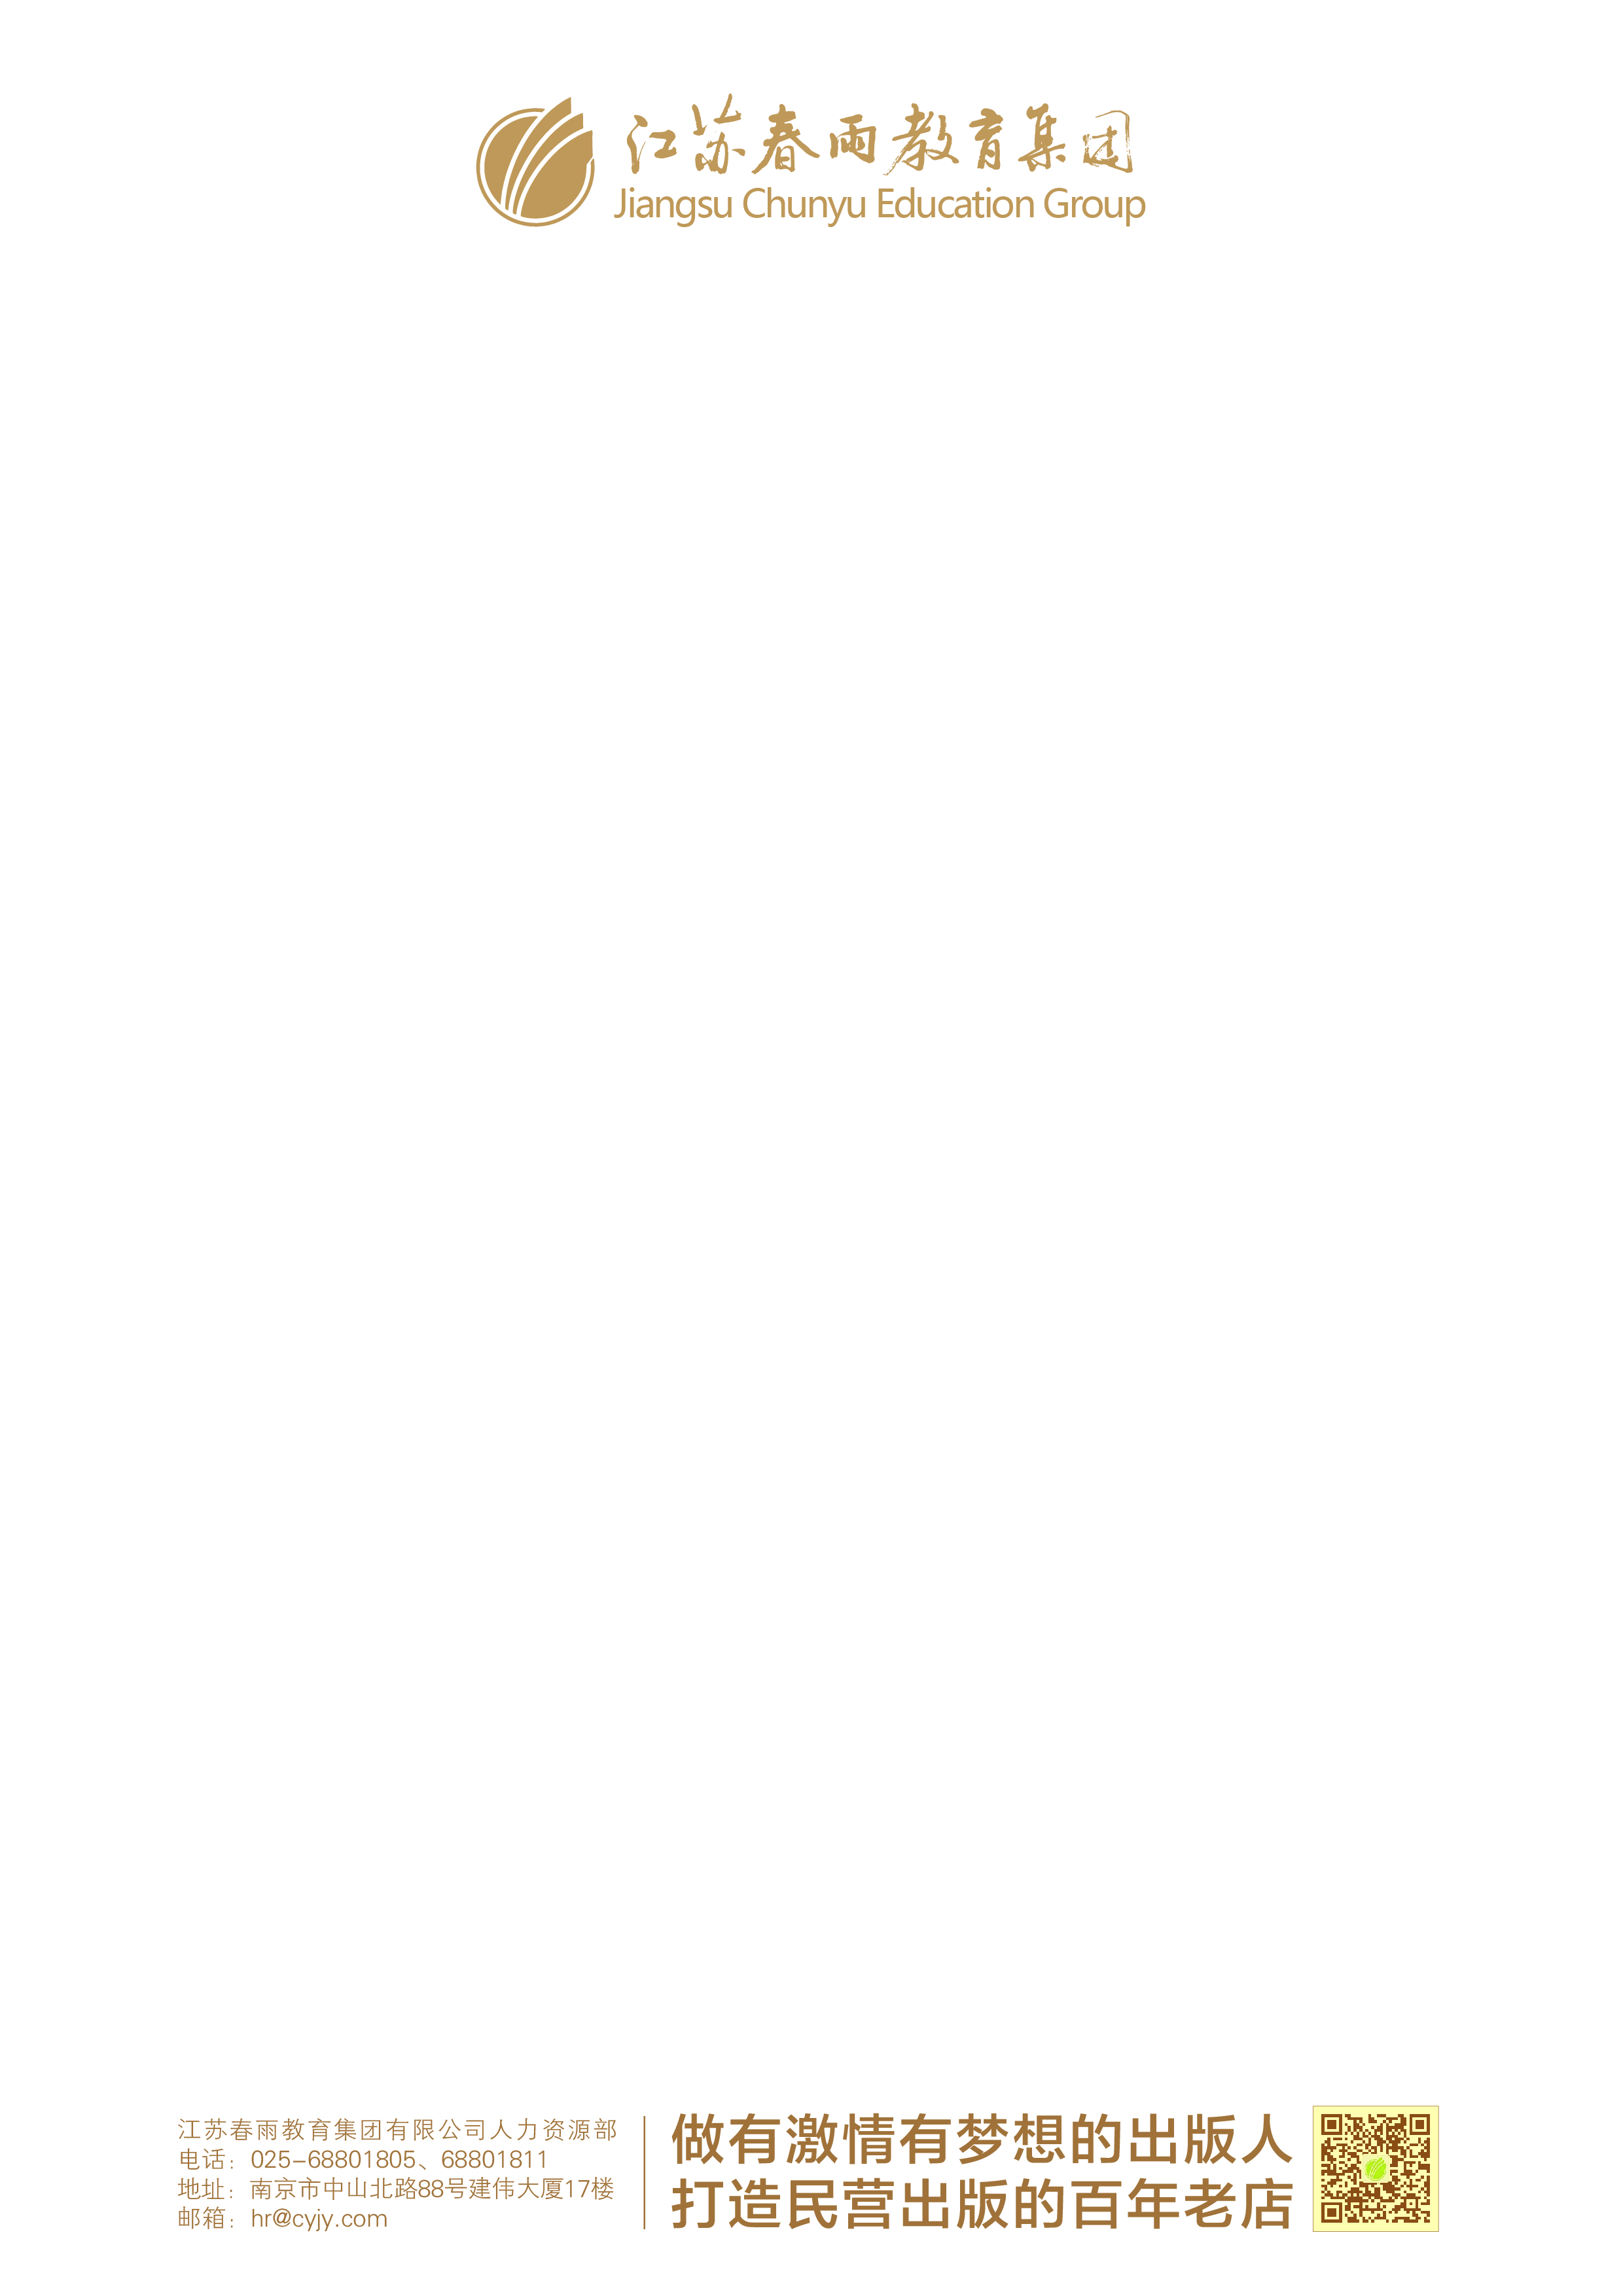 江苏春雨教育集团
Jiangsu Chunyu Education Group
江苏春雨教育集团有限公司人力资源部
电话：025-68801805、68801811
地址：南京市中山北路88号建伟大厦17楼
邮箱：hr@cyjy.com
做有激情有梦想的出版人
打造民营出版的百年老店